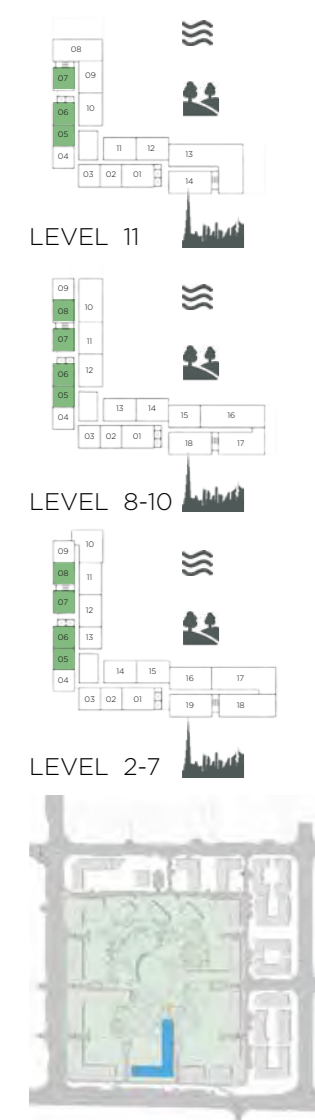 08
07 09
06 10
05 11 12 13
04 03 02 01 14
LEVEL 11
09
08 10
07 11
06 12
05 13 14 15 16
04 03 02 01 18 17
LEVEL 8-10
10
09
08 11
07 12
06 13
05 14 15 16 17
04 03 02 01 19 18
LEVEL 2-7